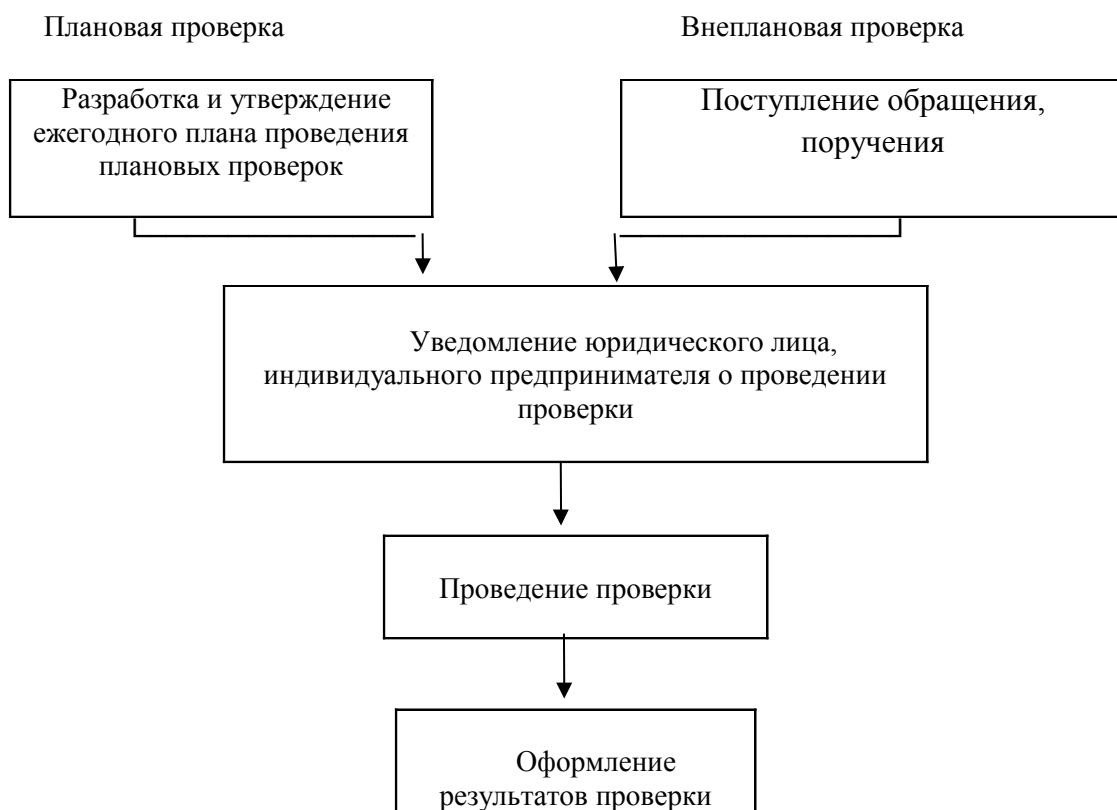 Плановая проверка
Внеплановая проверка
Разработка и утверждение
ежегодного плана проведения
плановых проверок
Поступление обращения,
поручения
Уведомление юридического лица,
индивидуального предпринимателя о проведении
проверки
Проведение проверки
Оформление
результатов проверки